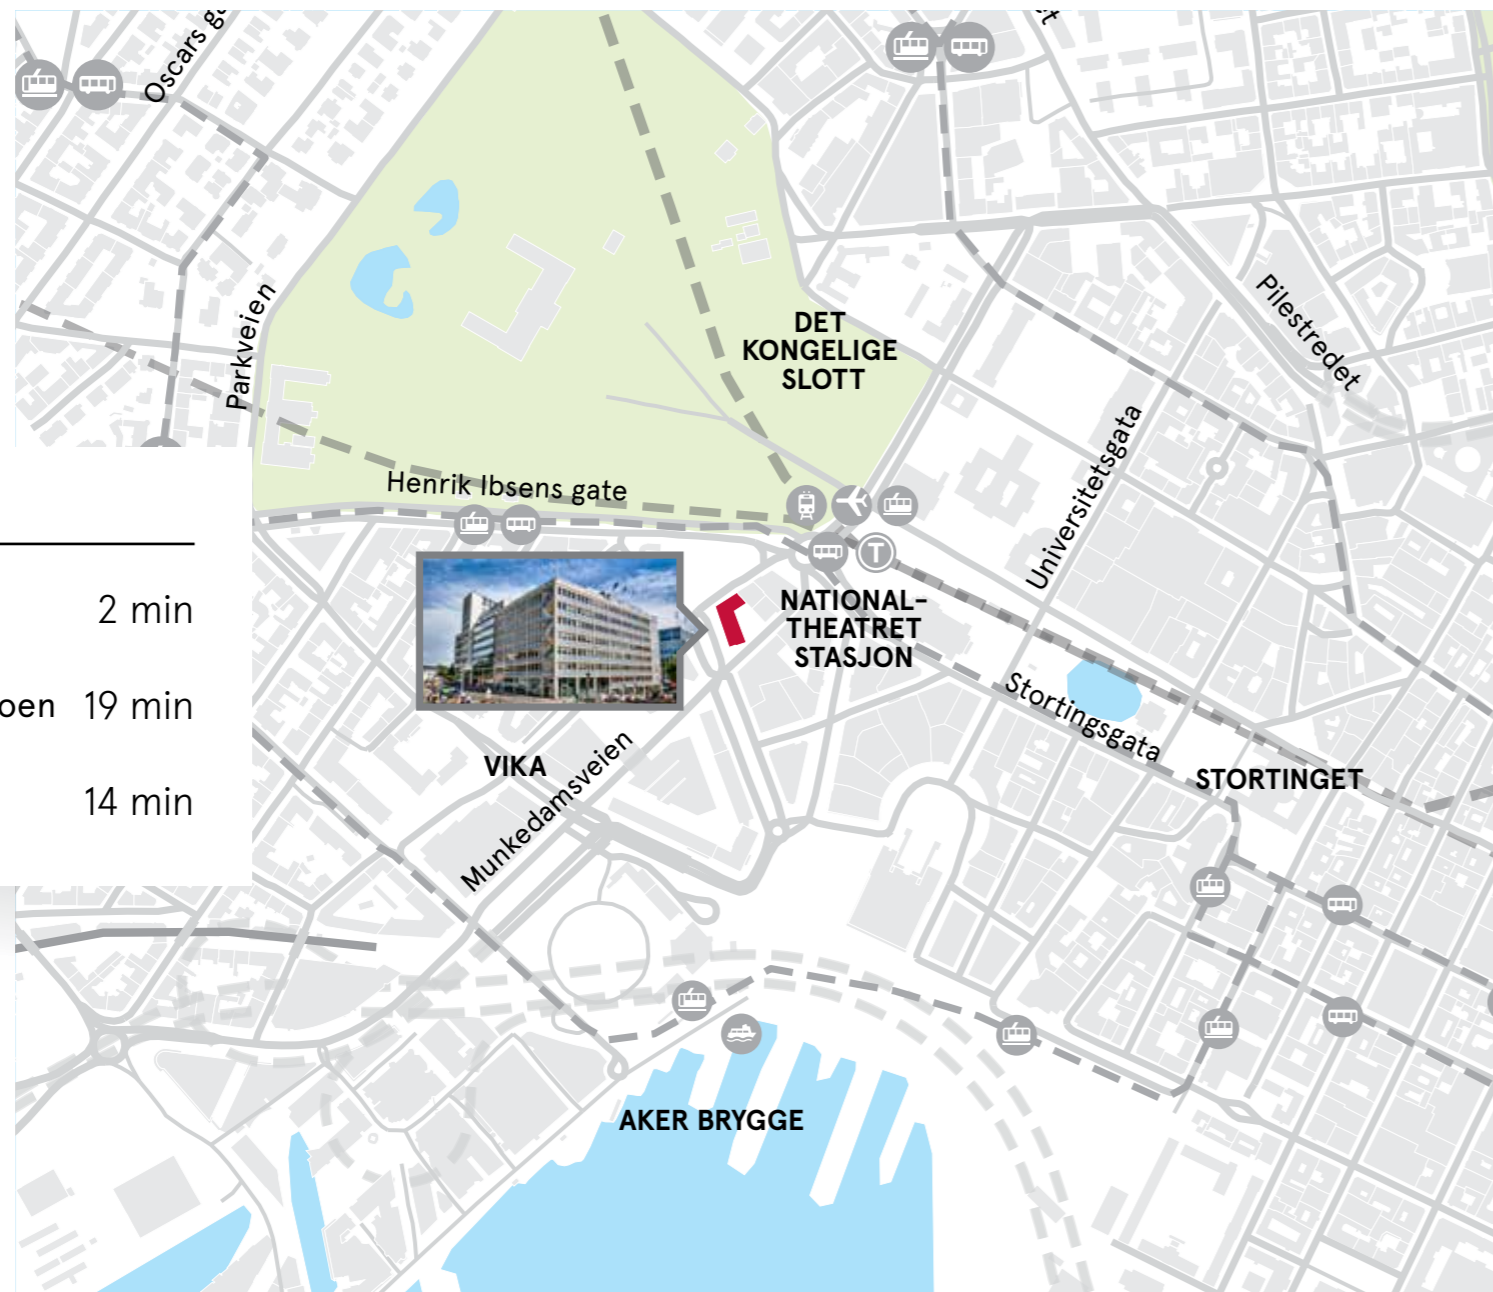 Oscars
Parkveien
DET
KONGELIGE
SLOTT
Pilestredet
Universitetsgata
Henrik Ibsens gate
T
NATIONAL-
THEATRET
STASJON
2 min
19 min
14 min
Stortingsgata
STORTINGET
VIKA
Munkedamsveien
AKER BRYGGE